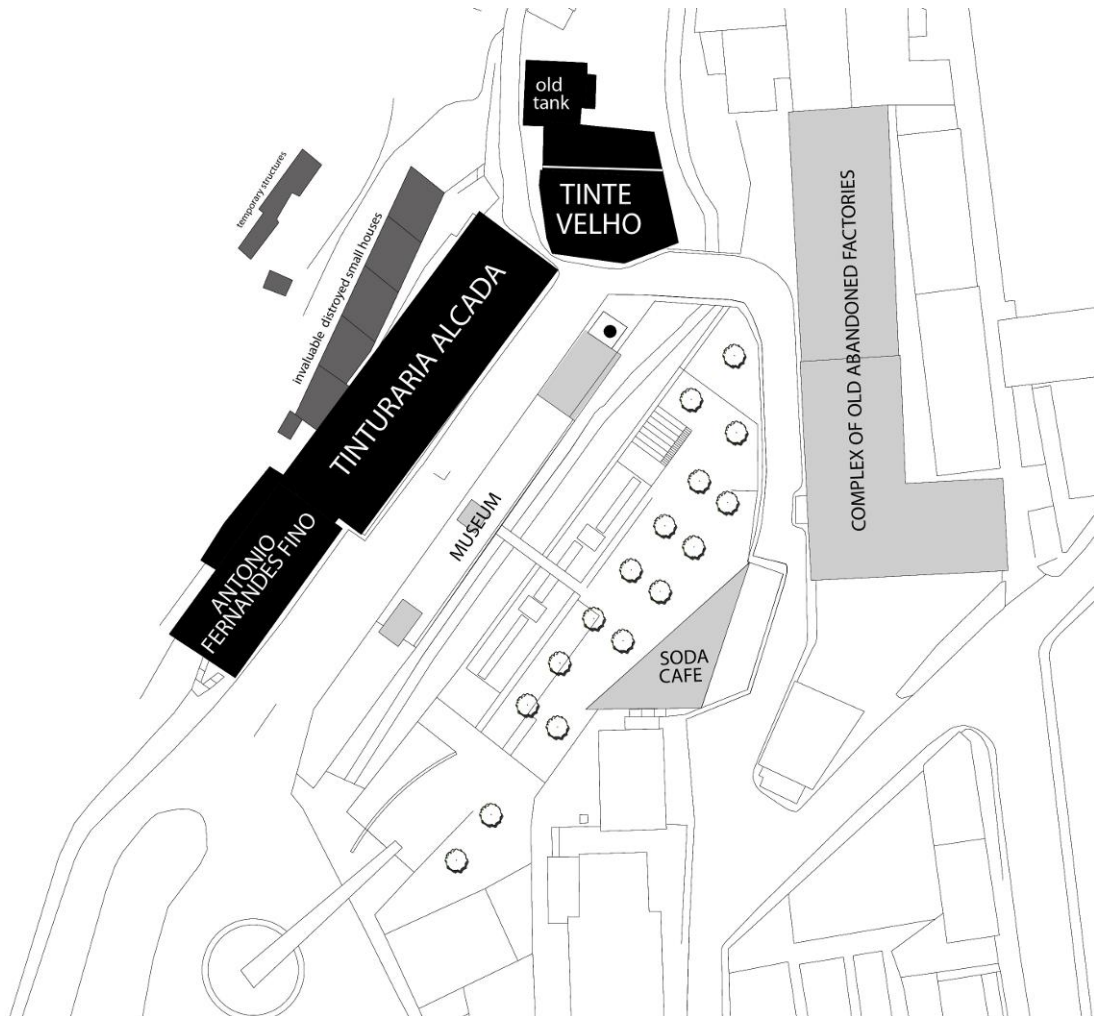 old
tank
TINTE
VELHO
temporary structures
invaluable distroyed small houses
TINTURARIA ALCADA
COMPLEX OF OLD ABANDONED FACTORIES
MUSEUM
ANTONIO
FERNANDES FINO
SODA
CAFE